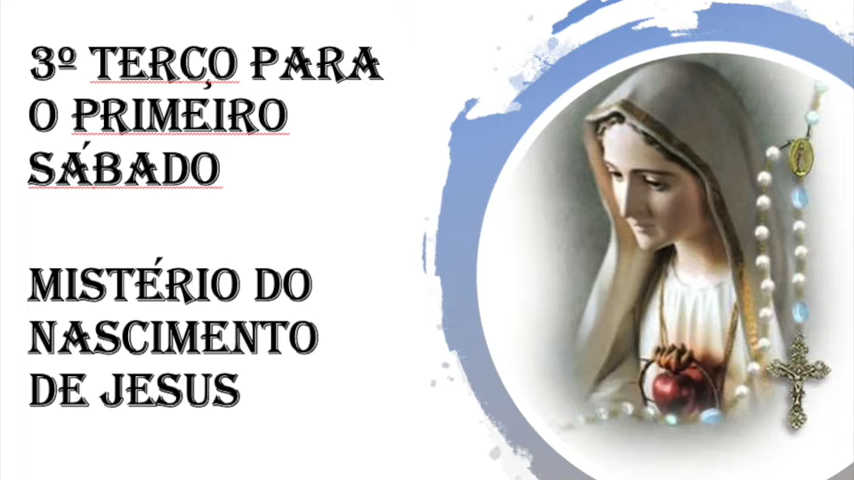 3º TERÇO PARA
O PRIMEIRO
SÁBADO
MISTÉRIO DO
NASCIMENTO
DE JESUS